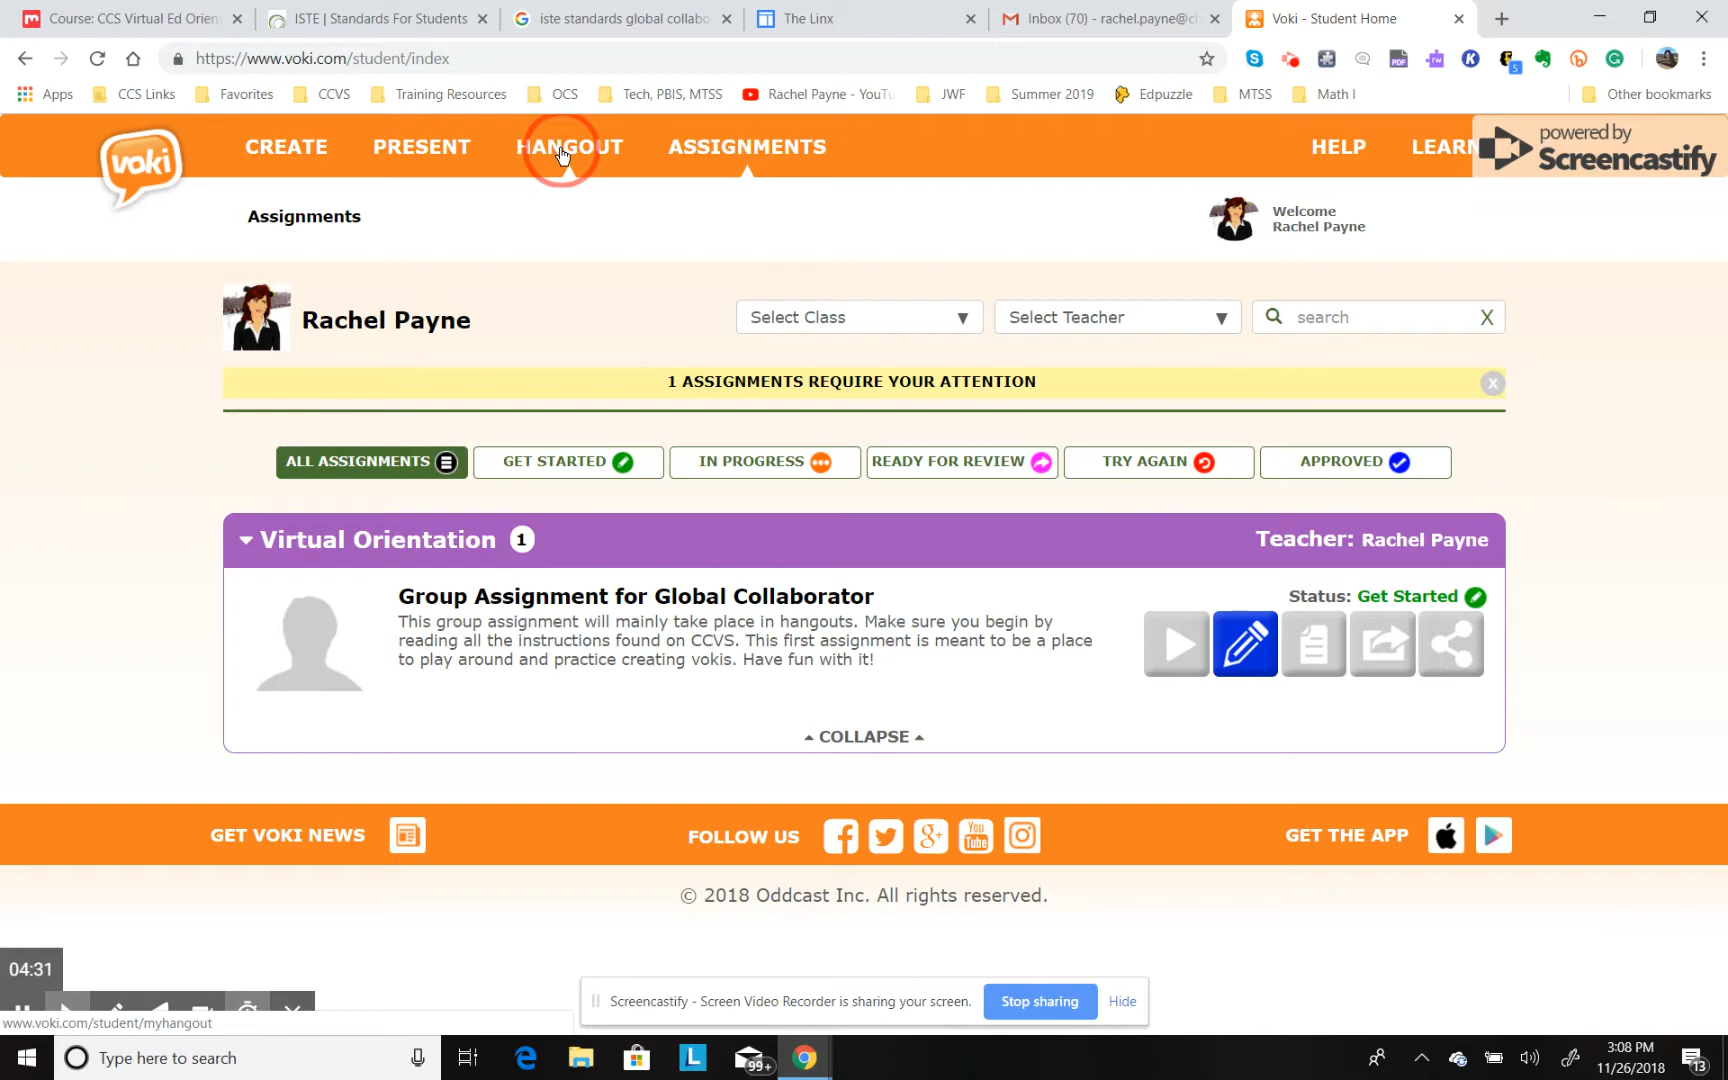 Course: CCS Virtual Ed Orien
ISTE | Standards For Students
iste standards global collabo
The Linx
Inbox (70) - rachel.payne@c
Voki - Student Home
https://www.voki.com/student/index
5
Apps
CCS Links
Favorites
CCVS
Training Resources
OCS
Tech, PBIS, MTSS
Rachel Payne - YouTu
JWF
Summer 2019
Edpuzzle
MTSS
Math I
Other bookmarks
voki
CREATE
PRESENT
HANGOUT
ASSIGNMENTS
HELP
LEARN
powered by
Screencastify
Assignments
Welcome
Rachel Payne
Rachel Payne
Select Class
Select Teacher
search
X
1 ASSIGNMENTS REQUIRE YOUR ATTENTION
X
ALL ASSIGNMENTS
GET STARTED
IN PROGRESS
READY FOR REVIEW
TRY AGAIN
APPROVED
Virtual Orientation 1
Teacher: Rachel Payne
Group Assignment for Global Collaborator
Status: Get Started
This group assignment will mainly take place in hangouts. Make sure you begin by
reading all the instructions found on CCVS. This first assignment is meant to be a place
to play around and practice creating vokis. Have fun with it!
COLLAPSE
GET VOKI NEWS
FOLLOW US
You
Tube
GET THE APP
© 2018 Oddcast Inc. All rights reserved.
04:31
Screencastify - Screen Video Recorder is sharing your screen.
Stop sharing
Hide
www.voki.com/student/myhangout
Type here to search
L
99+
3:08 PM
11/26/2018
13